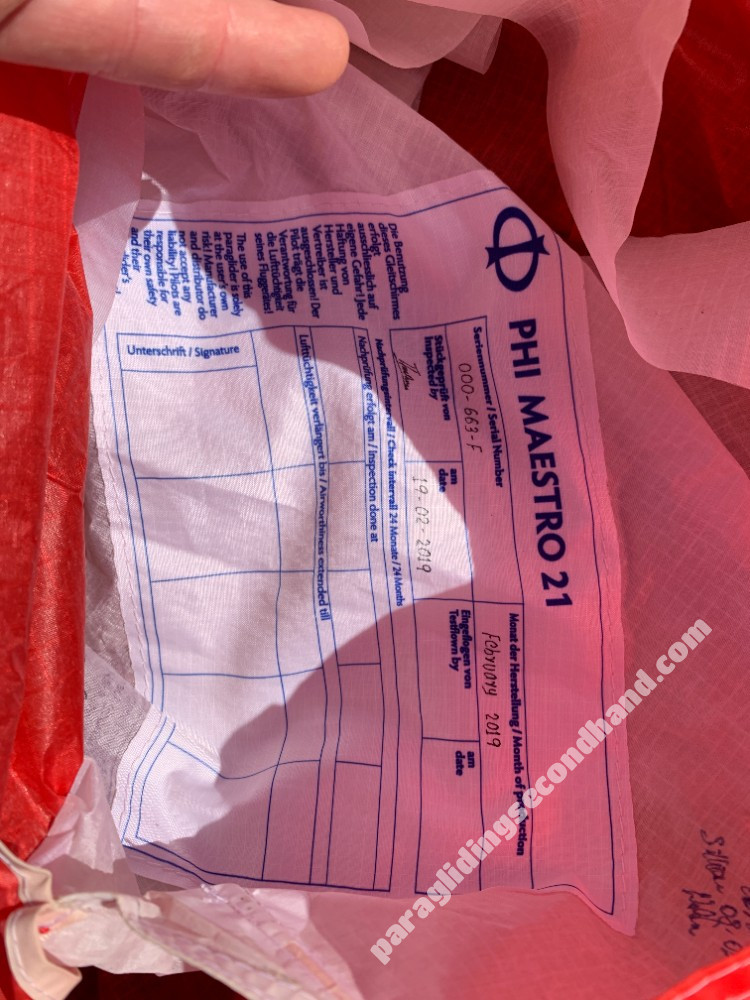 PHI MAESTRO 21
Seriennummer / Serial Number
000-663-F
Monat der Herstellung / Month of production
February 2019
Stückgeprüft von
Inspected by
am
date
19-02-2019
Eingeflogen von
Testflown by
am
date
Nachprüfungsintervall / Check Intervall 24 Monate / 24 Months
Nachprüfung erfolgt am / Inspection done at
Lufttüchtigkeit verlängert bis / Airworthiness extended till
Unterschrift / Signature
Die Benutzung
dieses Gleitschirmes
erfolgt
ausschliesslich auf
eigene Gefahr! Jede
Haftung von
Hersteller und
Vertreiber ist
ausgeschlossen! Der
Pilot trägt die
Verantwortung für
die Lufttüchtigkeit
seines Fluggerätes!
The use of this
paraglider is solely
at the user's own
risk! Manufacturer
and distributor do
not accept any
liability! Pilots are
responsible for
their own safety
and their
paraglidingsecondhand.com